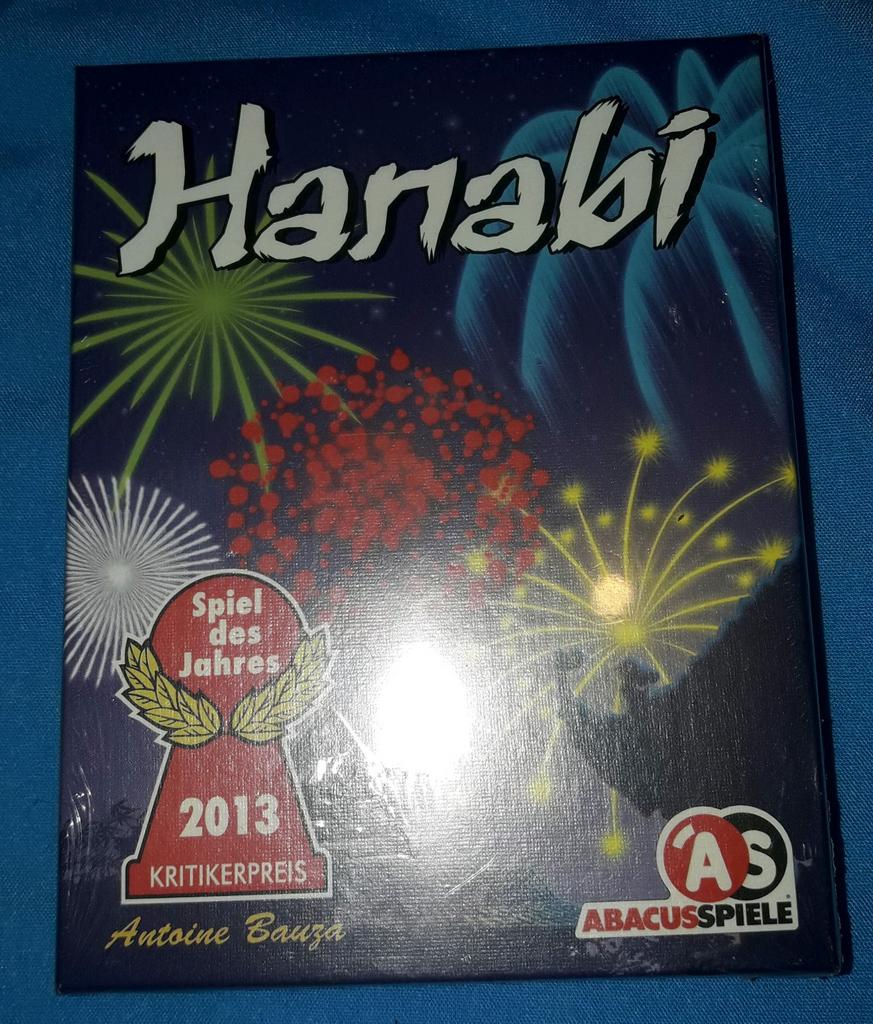 Hanabi
Spiel
des
Jahres
2013
KRITIKERPREIS
Antoine Bauza
AS
ABACUSSPIELE